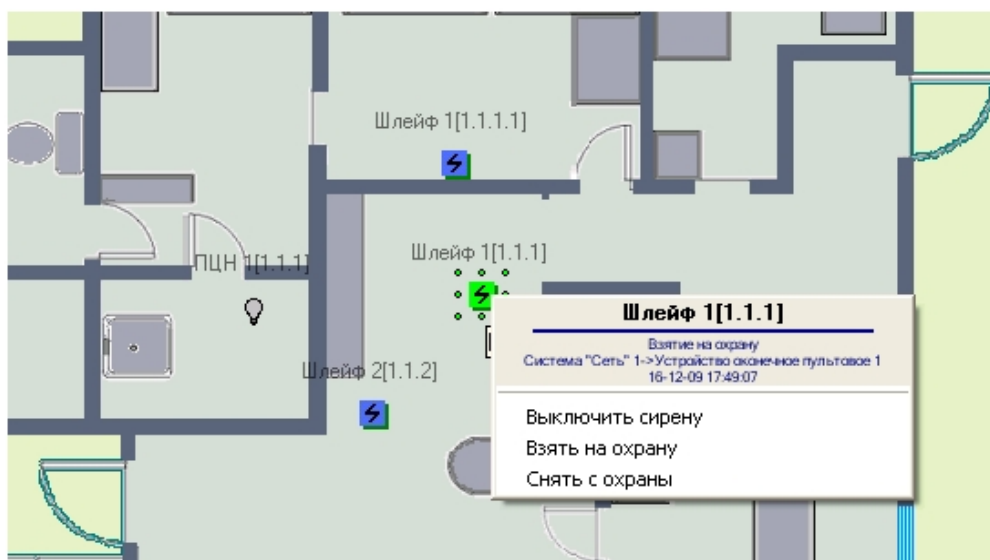 Шлейф 1[1.1.1.1]
Шлейф 1[1.1.1]
ПЦН 1[1.1.1]
Шлейф 1[1.1.1]
Взятие на охрану
Система "Сеть" 1->Устройство оконечное пультовое 1
16-12-09 17:49:07
Шлейф 2[1.1.2]
Выключить сирену
Взять на охрану
Снять с охраны